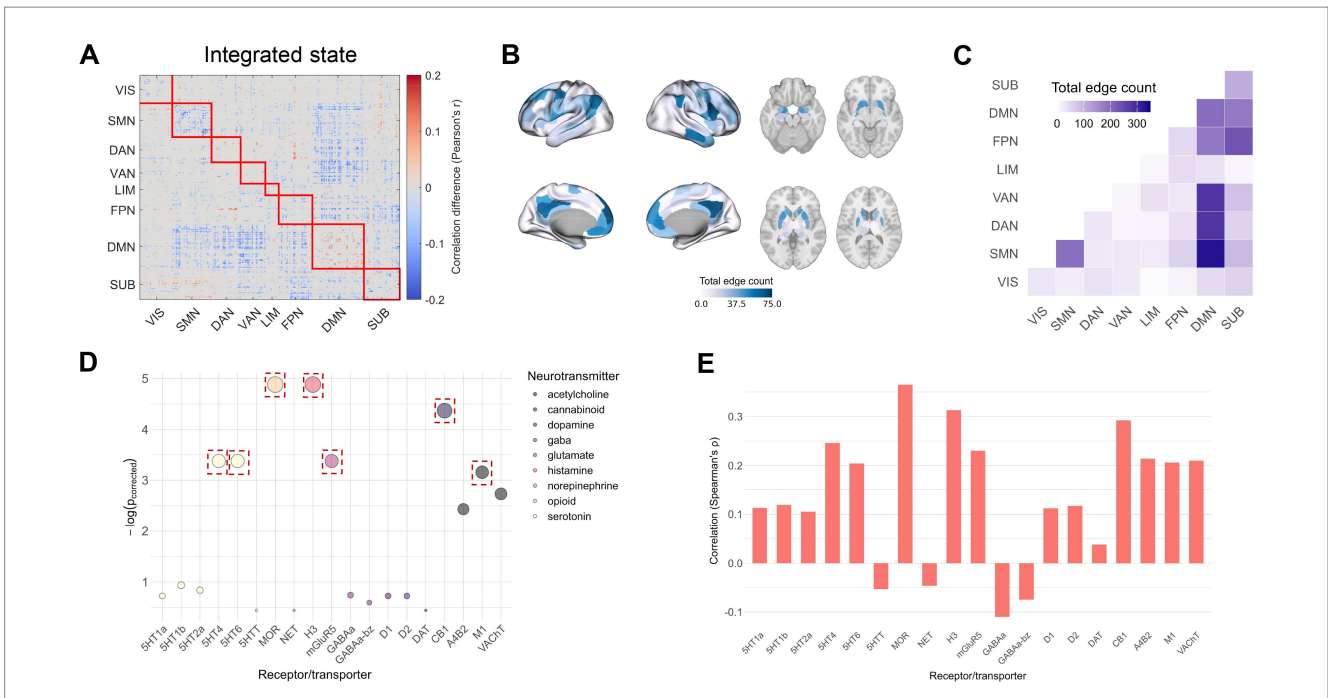 A
Integrated state
VIS
SMN
DAN
VAN
LIM
FPN
DMN
SUB
VIS
SMN
DAN
VAN
LIM
FPN
DMN
SUB
0.2
0.1
0
-0.1
-0.2
Correlation difference (Pearson's r)
B
Total edge count
0.0 37.5 75.0
C
Total edge count
0 100 200 300
SUB
DMN
FPN
LIM
VAN
DAN
SMN
VIS
VIS
SMN
DAN
VAN
LIM
FPN
DMN
SUB
D
5
4
3
2
1
− log(pcorrected)
5HT1a
5HT1b
5HT2a
5HT4
5HT6
5HTT
MOR
NET
H3
mGluR5
GABAa
GABAa-bz
D1
D2
DAT
CB1
A4B2
M1
VAChT
Receptor/transporter
Neurotransmitter
acetylcholine
cannabinoid
dopamine
gaba
glutamate
histamine
norepinephrine
opioid
serotonin
E
0.3
0.2
0.1
0.0
-0.1
Correlation (Spearman's ρ)
5HT1a
5HT1b
5HT2a
5HT4
5HT6
5HTT
MOR
NET
H3
mGluR5
GABAa
GABAa-bz
D1
D2
DAT
CB1
A4B2
M1
VAChT
Receptor/transporter